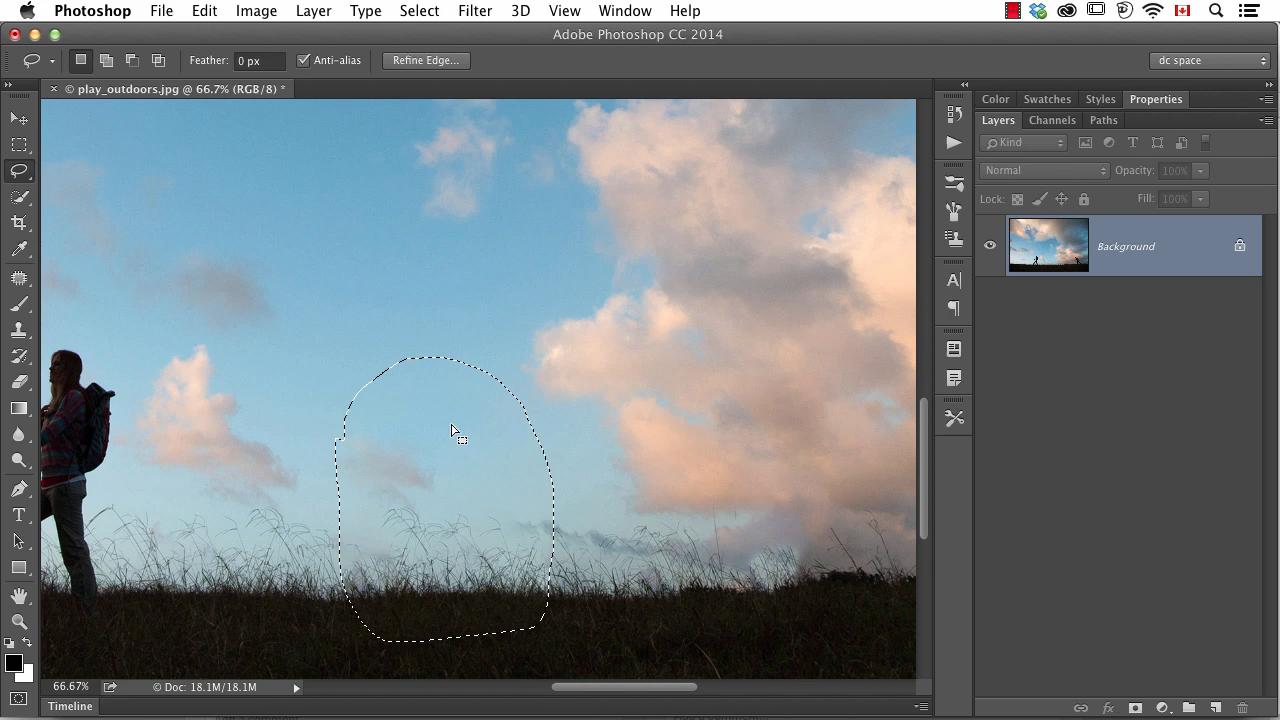 Photoshop File Edit Image Layer Type Select Filter 3D View Window Help
Adobe Photoshop CC 2014
Feather: 0 px Anti-alias Refine Edge... dc space
× © play_outdoors.jpg @ 66.7% (RGB/8) *
Color Swatches Styles Properties
Layers Channels Paths
Kind T
Normal Opacity: 100%
Lock: Fill: 100%
Background
A
T
66.67% © Doc: 18.1M/18.1M
Timeline
fx